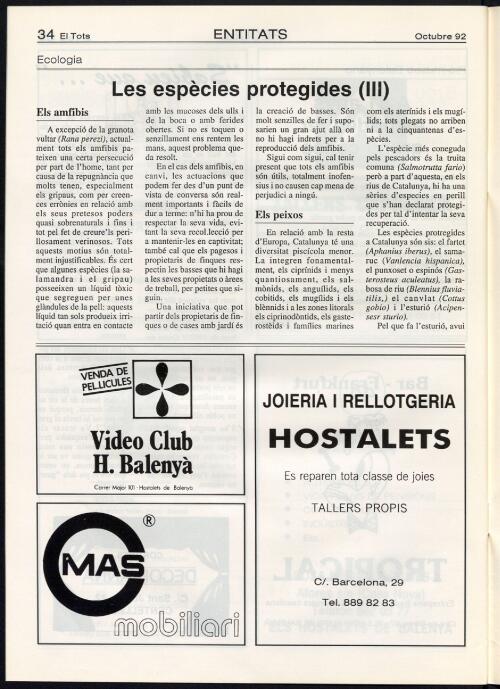 34 El Tots
ENTITATS
Octubre 92
Ecologia
Les espècies protegides (III)
Els amfibis
A excepció de la granota
vultar (Rana perezi), actual-
ment tots els amfibis pa-
teixen una certa persecució
per part de l'home, tant per
causa de la repugnància que
molts tenen, especialment
els gripaus, com per creen-
ces errònies en relació amb
els seus pretesos poders
quasi sobrenaturals i fins i
tot pel fet de creure'ls peri-
llosament verinosos. Tots
aquests motius són total-
ment injustificables. És cert
que algunes espècies (la sa-
lamandra i el gripau)
posseixen un líquid tòxic
que segreguen per unes
glàndules de la pell: aquests
líquid tan sols produeix irri-
tació quan entra en contacte
amb les mucoses dels ulls i
de la boca o amb ferides
obertes. Si no es toquen o
senzillament ens rentem les
mans, aquest problema que-
da resolt.
En el cas dels amfibis, en
canvi, les actuacions que
podem fer des d'un punt de
vista de conversa són real-
ment importants i fàcils de
dur a terme: n'hi ha prou de
respectar la seva vida, evi-
tant la seva recol.lecció per
a mantenir-les en captivitat;
també cal que els pagesos i
propietaris de finques res-
pectin les basses que hi hagi
a les seves propietats o àrees
de treball, per petites que si-
guin.
Una iniciativa que pot
partir dels propietaris de fin-
ques o de cases amb jardí és
la creació de basses. Són
molt senzilles de fer i supo-
sarien un gran ajut allà on
no hi hagi indrets per a la
reproducció dels amfibis.
Sigui com sigui, cal tenir
present que tots els amfibis
són útils, totalment inofen-
sius i no causen cap mena de
perjudici a ningú.
Els peixos
En relació amb la resta
d'Europa, Catalunya té una
diversitat piscícola menor.
La integren fonamental-
ment, els ciprínids i menys
quantiosament, els sal-
mònids, els anguíl.lids, els
cobítids, els mugílids i els
blènnids i a les zones litorals
els ciprinodòntids, els gaste-
rostèids i famílies marines
com els aterínids i els mugí-
lids; tots plegats no arriben
ni a la cinquantenas d'es-
pècies.
L'espècie més coneguda
pels pescadors és la truita
comuna (Salmotrutta fario)
però a part d'aquesta, en els
rius de Catalunya, hi ha una
sèries d'especies en perill
que s'han declarat protegi-
des per tal d'intentar la seva
recuperació.
Les espècies protegides
a Catalunya són sis: el fartet
(Aphanius iberus), el sama-
ruc (Vanlencia hispanica),
el punxoset o espinós (Gas-
terosteus aculeatus), la ra-
bosa de riu (Blennius fluvia-
tilis,) el canvlat (Cottus
gobio) i l'esturió (Acipen-
sesr sturio).
Pel que fa l'esturió, avui
VENDA DE
PEL·LICULES
Video Club
H. Balenyà
Carrer Major 101 - Hostalets de Balenyà
MAS ®
mobiliari
JOIERIA I RELLOTGERIA
HOSTALETS
Es reparen tota classe de joies
TALLERS PROPIS
C/. Barcelona, 29
Tel. 889 82 83